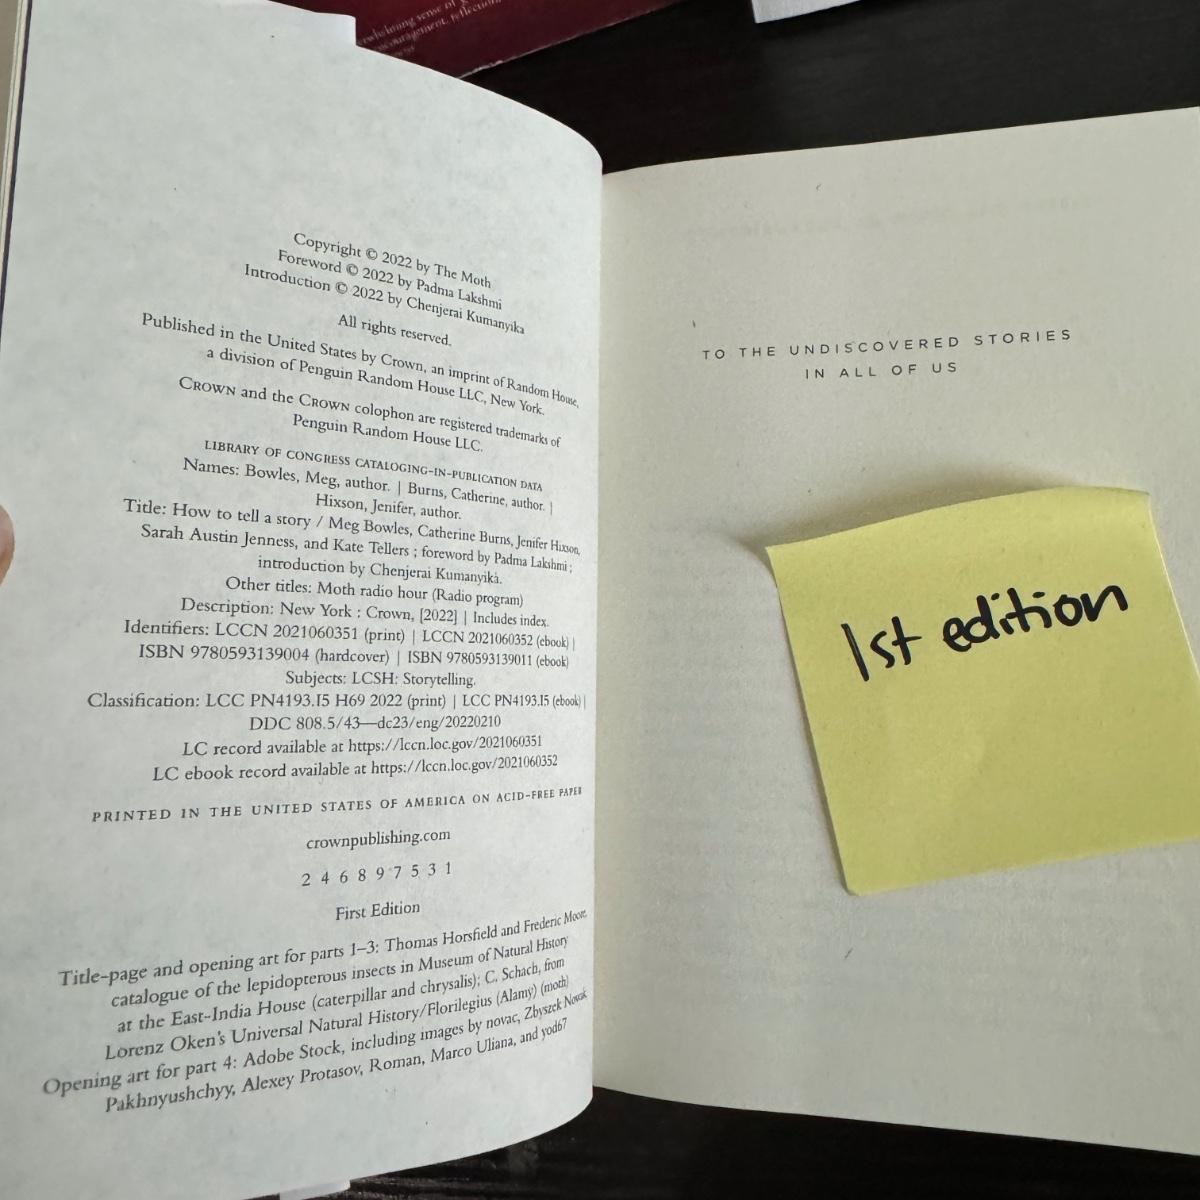 whelming sense of
encouragement, reflection,
Copyright © 2022 by The Moth
Foreword © 2022 by Padma Lakshmi
Introduction © 2022 by Chenjerai Kumanyika
All rights reserved.
Published in the United States by Crown, an imprint of Random House,
a division of Penguin Random House LLC, New York.
CROWN and the CROWN colophon are registered trademarks of
Penguin Random House LLC.
LIBRARY OF CONGRESS CATALOGING-IN-PUBLICATION DATA
Names: Bowles, Meg, author. | Burns, Catherine, author. |
Hixson, Jenifer, author.
Title: How to tell a story / Meg Bowles, Catherine Burns, Jenifer Hixson,
Sarah Austin Jenness, and Kate Tellers ; foreword by Padma Lakshmi ;
introduction by Chenjerai Kumanyika.
Other titles: Moth radio hour (Radio program)
Description: New York : Crown, [2022] | Includes index.
Identifiers: LCCN 2021060351 (print) | LCCN 2021060352 (ebook) |
ISBN 9780593139004 (hardcover) | ISBN 9780593139011 (ebook)
Subjects: LCSH: Storytelling.
Classification: LCC PN4193.I5 H69 2022 (print) | LCC PN4193.I5 (ebook) |
DDC 808.5/43—dc23/eng/20220210
LC record available at https://lccn.loc.gov/2021060351
LC ebook record available at https://lccn.loc.gov/2021060352
PRINTED IN THE UNITED STATES OF AMERICA ON ACID-FREE PAPER
crownpublishing.com
2 4 6 8 9 7 5 3 1
First Edition
Title-page and opening art for parts 1–3: Thomas Horsfield and Frederic Moore,
catalogue of the lepidopterous insects in Museum of Natural History
at the East-India House (caterpillar and chrysalis); C. Schach, from
Lorenz Oken's Universal Natural History/Florilegius (Alamy) (moth)
Opening art for part 4: Adobe Stock, including images by novac, Zbyszek Nowak
Pakhnyushchyy, Alexey Protasov, Roman, Marco Uliana, and yod67
TO THE UNDISCOVERED STORIES
IN ALL OF US
1st edition